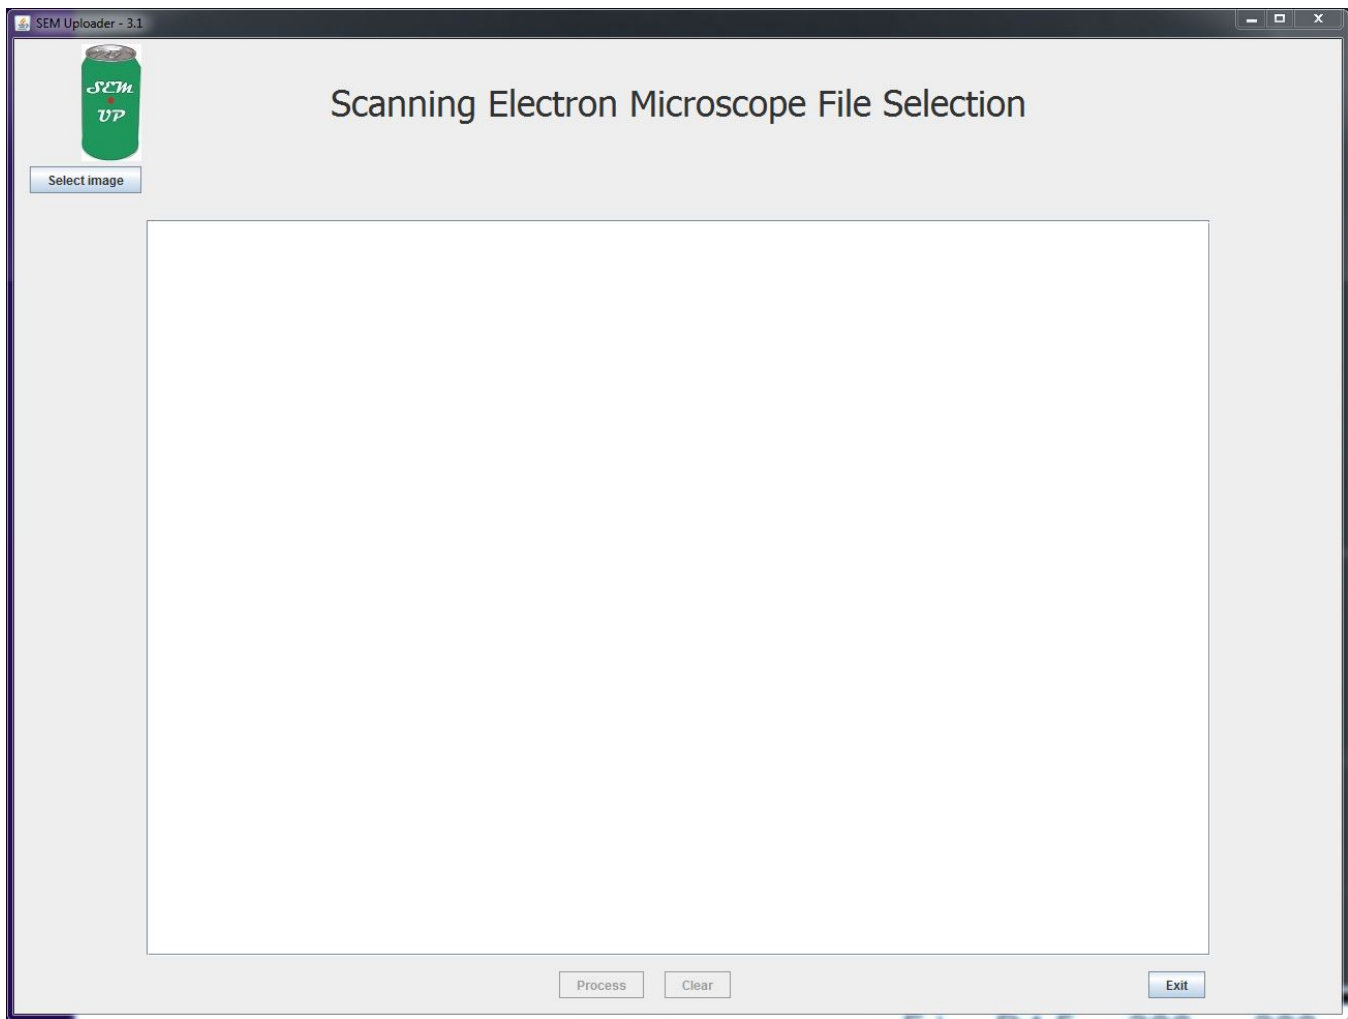 SEM Uploader - 3.1
SEM
UP
Scanning Electron Microscope File Selection
Select image
Process
Clear
Exit